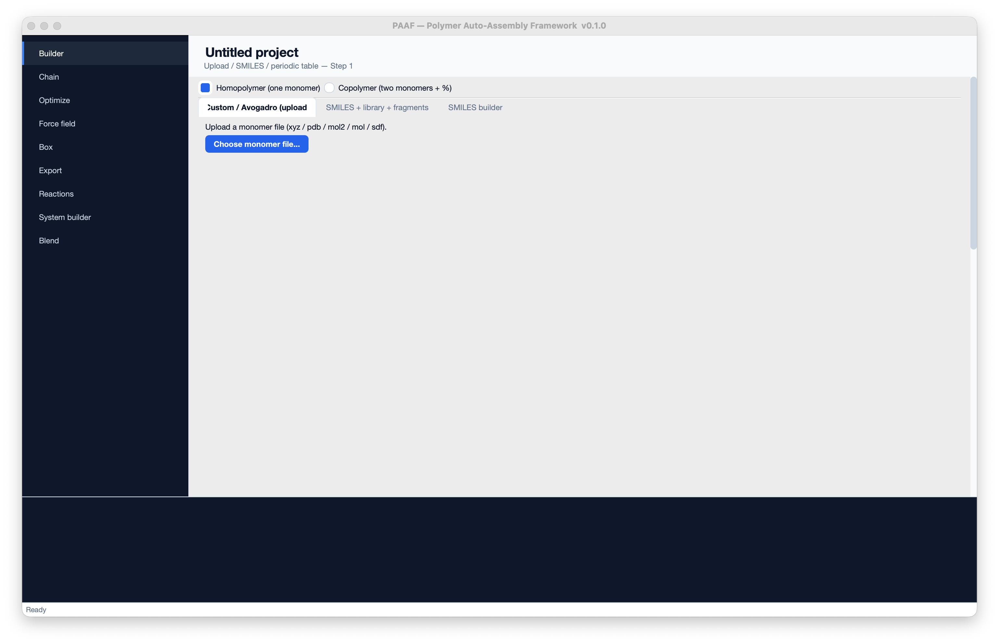 PAAF — Polymer Auto-Assembly Framework v0.1.0
Builder
Chain
Optimize
Force field
Box
Export
Reactions
System builder
Blend
Untitled project
Upload / SMILES / periodic table — Step 1
Homopolymer (one monomer) Copolymer (two monomers + %)
Custom / Avogadro (upload SMILES + library + fragments SMILES builder
Upload a monomer file (xyz / pdb / mol2 / mol / sdf).
Choose monomer file...
Ready